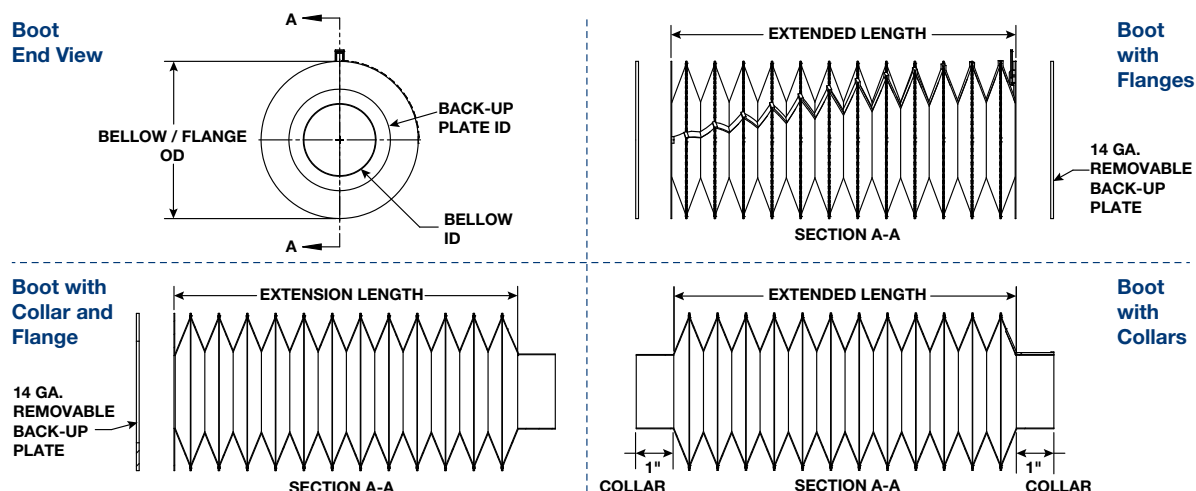 Boot
End View
A
BELLOW / FLANGE
OD
BACK-UP
PLATE ID
BELLOW
ID
A
EXTENDED LENGTH
Boot
with
Flanges
14 GA.
REMOVABLE
BACK-UP
PLATE
SECTION A-A
Boot with
Collar and
Flange
EXTENSION LENGTH
14 GA.
REMOVABLE
BACK-UP
PLATE
SECTION A-A
EXTENDED LENGTH
Boot
with
Collars
1"
COLLAR
SECTION A-A
1"
COLLAR